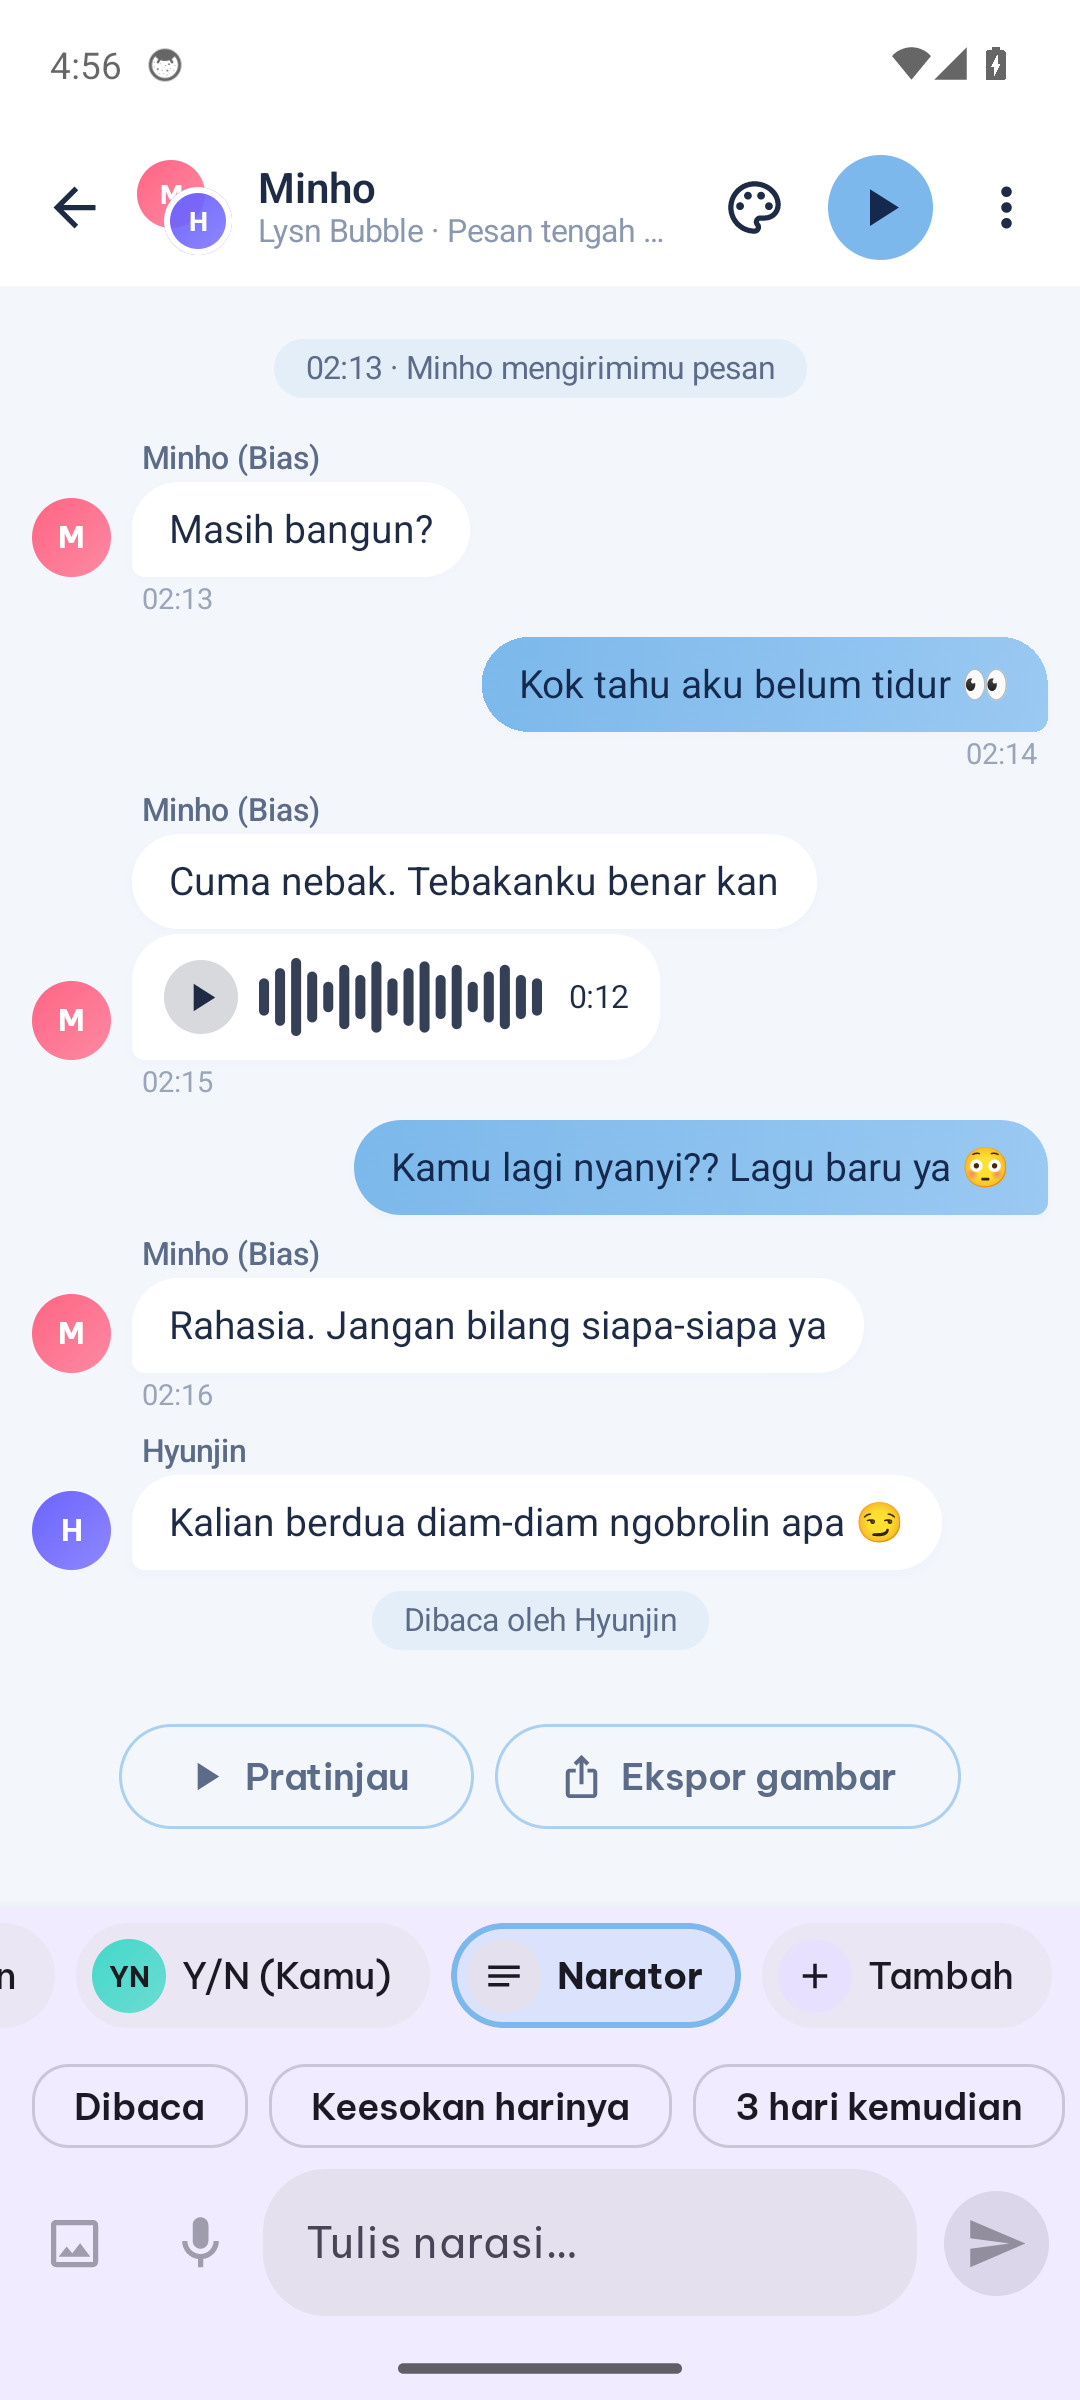 4:56
M
H
Minho
Lysn Bubble · Pesan tengah ...
02:13 · Minho mengirimimu pesan
Minho (Bias)
M
Masih bangun?
02:13
Kok tahu aku belum tidur 👀
02:14
Minho (Bias)
Cuma nebak. Tebakanku benar kan
M
0:12
02:15
Kamu lagi nyanyi?? Lagu baru ya 😳
Minho (Bias)
M
Rahasia. Jangan bilang siapa-siapa ya
02:16
Hyunjin
H
Kalian berdua diam-diam ngobrolin apa 😏
Dibaca oleh Hyunjin
Pratinjau
Ekspor gambar
n
YN
Y/N (Kamu)
Narator
Tambah
Dibaca
Keesokan harinya
3 hari kemudian
Tulis narasi...